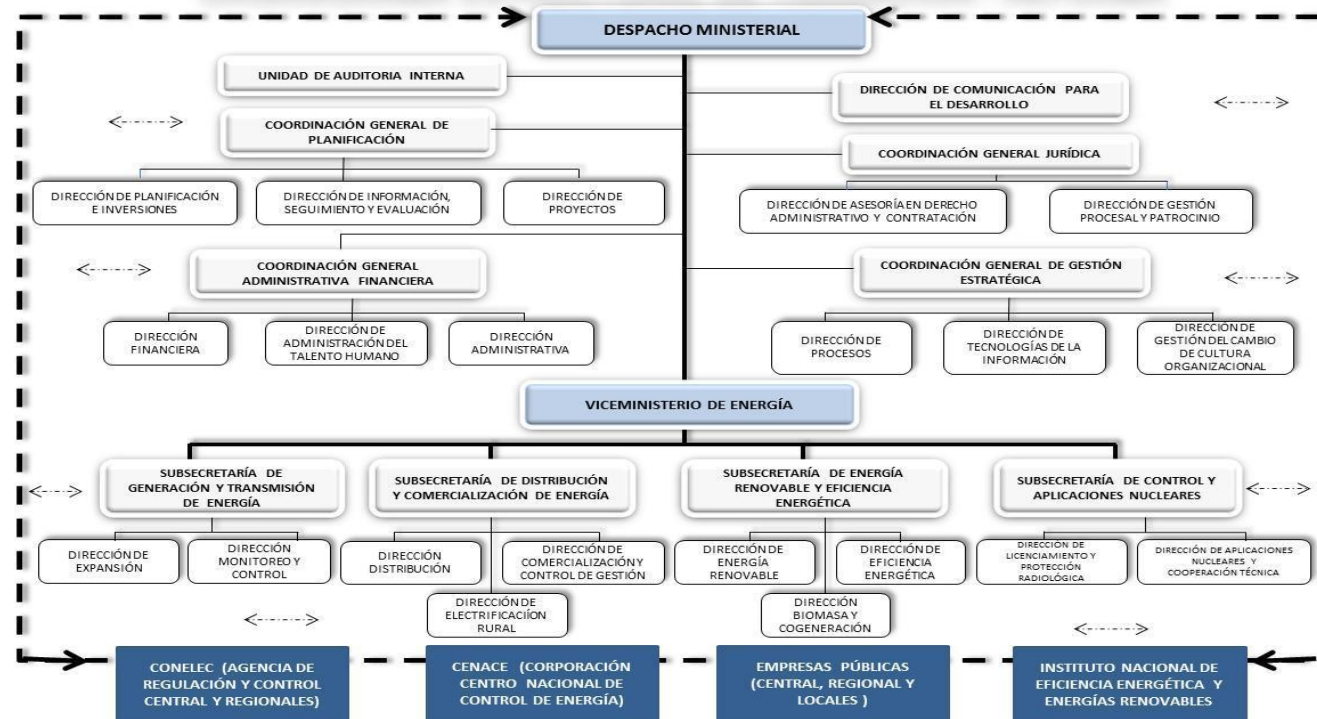 DESPACHO MINISTERIAL
UNIDAD DE AUDITORIA INTERNA
DIRECCIÓN DE COMUNICACIÓN PARA
EL DESARROLLO
COORDINACIÓN GENERAL DE
PLANIFICACIÓN
COORDINACIÓN GENERAL JURÍDICA
DIRECCIÓN DE PLANIFICACIÓN
E INVERSIONES
DIRECCIÓN DE INFORMACIÓN,
SEGUIMIENTO Y EVALUACIÓN
DIRECCIÓN DE
PROYECTOS
DIRECCIÓN DE ASESORÍA EN DERECHO
ADMINISTRATIVO Y CONTRATACIÓN
DIRECCIÓN DE GESTIÓN
PROCESAL Y PATROCINIO
COORDINACIÓN GENERAL
ADMINISTRATIVA FINANCIERA
COORDINACIÓN GENERAL DE GESTIÓN
ESTRATÉGICA
DIRECCIÓN
FINANCIERA
DIRECCIÓN DE
ADMINISTRACIÓN DEL
TALENTO HUMANO
DIRECCIÓN
ADMINISTRATIVA
DIRECCIÓN DE
PROCESOS
DIRECCIÓN DE
TECNOLOGÍAS DE LA
INFORMACIÓN
DIRECCIÓN DE
GESTIÓN DEL CAMBIO
DE CULTURA
ORGANIZACIONAL
VICEMINISTERIO DE ENERGÍA
SUBSECRETARÍA DE
GENERACIÓN Y TRANSMISIÓN
DE ENERGÍA
SUBSECRETARÍA DE DISTRIBUCIÓN
Y COMERCIALIZACIÓN DE ENERGÍA
SUBSECRETARÍA DE ENERGÍA
RENOVABLE Y EFICIENCIA
ENERGÉTICA
SUBSECRETARÍA DE CONTROL Y
APLICACIONES NUCLEARES
DIRECCIÓN DE
EXPANSIÓN
DIRECCIÓN
MONITOREO Y
CONTROL
DIRECCIÓN
DISTRIBUCIÓN
DIRECCIÓN DE
COMERCIALIZACIÓN Y
CONTROL DE GESTIÓN
DIRECCIÓN DE
ENERGÍA
RENOVABLE
DIRECCIÓN DE
EFICIENCIA
ENERGÉTICA
DIRECCIÓN DE
LICENCIAMIENTO Y
PROTECCIÓN
RADIOLÓGICA
DIRECCIÓN DE APLICACIONES
NUCLEARES Y
COOPERACIÓN TÉCNICA
DIRECCIÓN DE
ELECTRIFICACIÍON
RURAL
DIRECCIÓN
BIOMASA Y
COGENERACIÓN
CONELEC (AGENCIA DE
REGULACIÓN Y CONTROL
CENTRAL Y REGIONALES)
CENACE (CORPORACIÓN
CENTRO NACIONAL DE
CONTROL DE ENERGÍA)
EMPRESAS PÚBLICAS
(CENTRAL, REGIONAL Y
LOCALES )
INSTITUTO NACIONAL DE
EFICIENCIA ENERGÉTICA Y
ENERGÍAS RENOVABLES